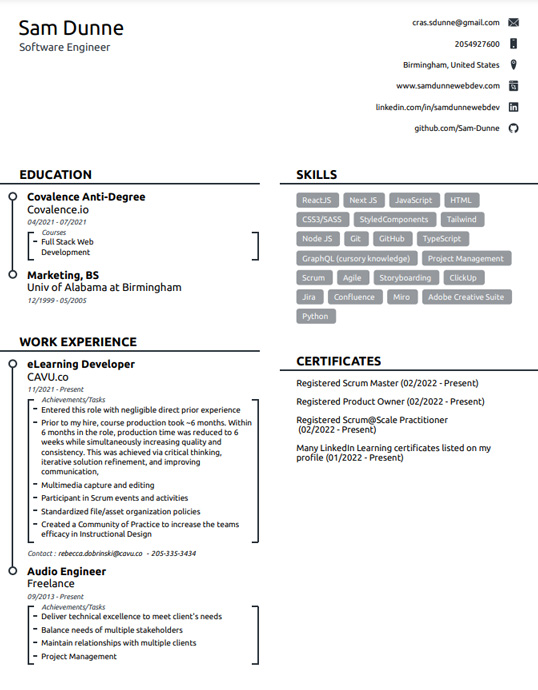 Sam Dunne
Software Engineer
cras.sdunne@gmail.com
2054927600
Birmingham, United States
www.samdunnewebdev.com
linkedin.com/in/samdunnewebdev
github.com/Sam-Dunne
EDUCATION
Covalence Anti-Degree
Covalence.io
04/2021 - 07/2021
Courses
- Full Stack Web
Development
Marketing, BS
Univ of Alabama at Birmingham
12/1999 - 05/2005
WORK EXPERIENCE
eLearning Developer
CAVU.co
11/2021 - Present
Achievements/Tasks
- Entered this role with negligible direct prior experience
- Prior to my hire, course production took ~6 months. Within
6 months in the role, production time was reduced to 6
weeks while simultaneously increasing quality and
consistency. This was achieved via critical thinking,
iterative solution refinement, and improving
communication,
- Multimedia capture and editing
- Participant in Scrum events and activities
- Standardized file/asset organization policies
- Created a Community of Practice to increase the teams
efficacy in Instructional Design
Contact : rebecca.dobrinski@cavu.co - 205-335-3434
Audio Engineer
Freelance
09/2013 - Present
Achievements/Tasks
- Deliver technical excellence to meet client's needs
- Balance needs of multiple stakeholders
- Maintain relationships with multiple clients
- Project Management
SKILLS
ReactJS Next JS JavaScript HTML
CSS3/SASS StyledComponents Tailwind
Node JS Git GitHub TypeScript
GraphQL (cursory knowledge) Project Management
Scrum Agile Storyboarding ClickUp
Jira Confluence Miro Adobe Creative Suite
Python
CERTIFICATES
Registered Scrum Master (02/2022 - Present)
Registered Product Owner (02/2022 - Present)
Registered Scrum@Scale Practitioner
(02/2022 - Present)
Many LinkedIn Learning certificates listed on my
profile (01/2022 - Present)